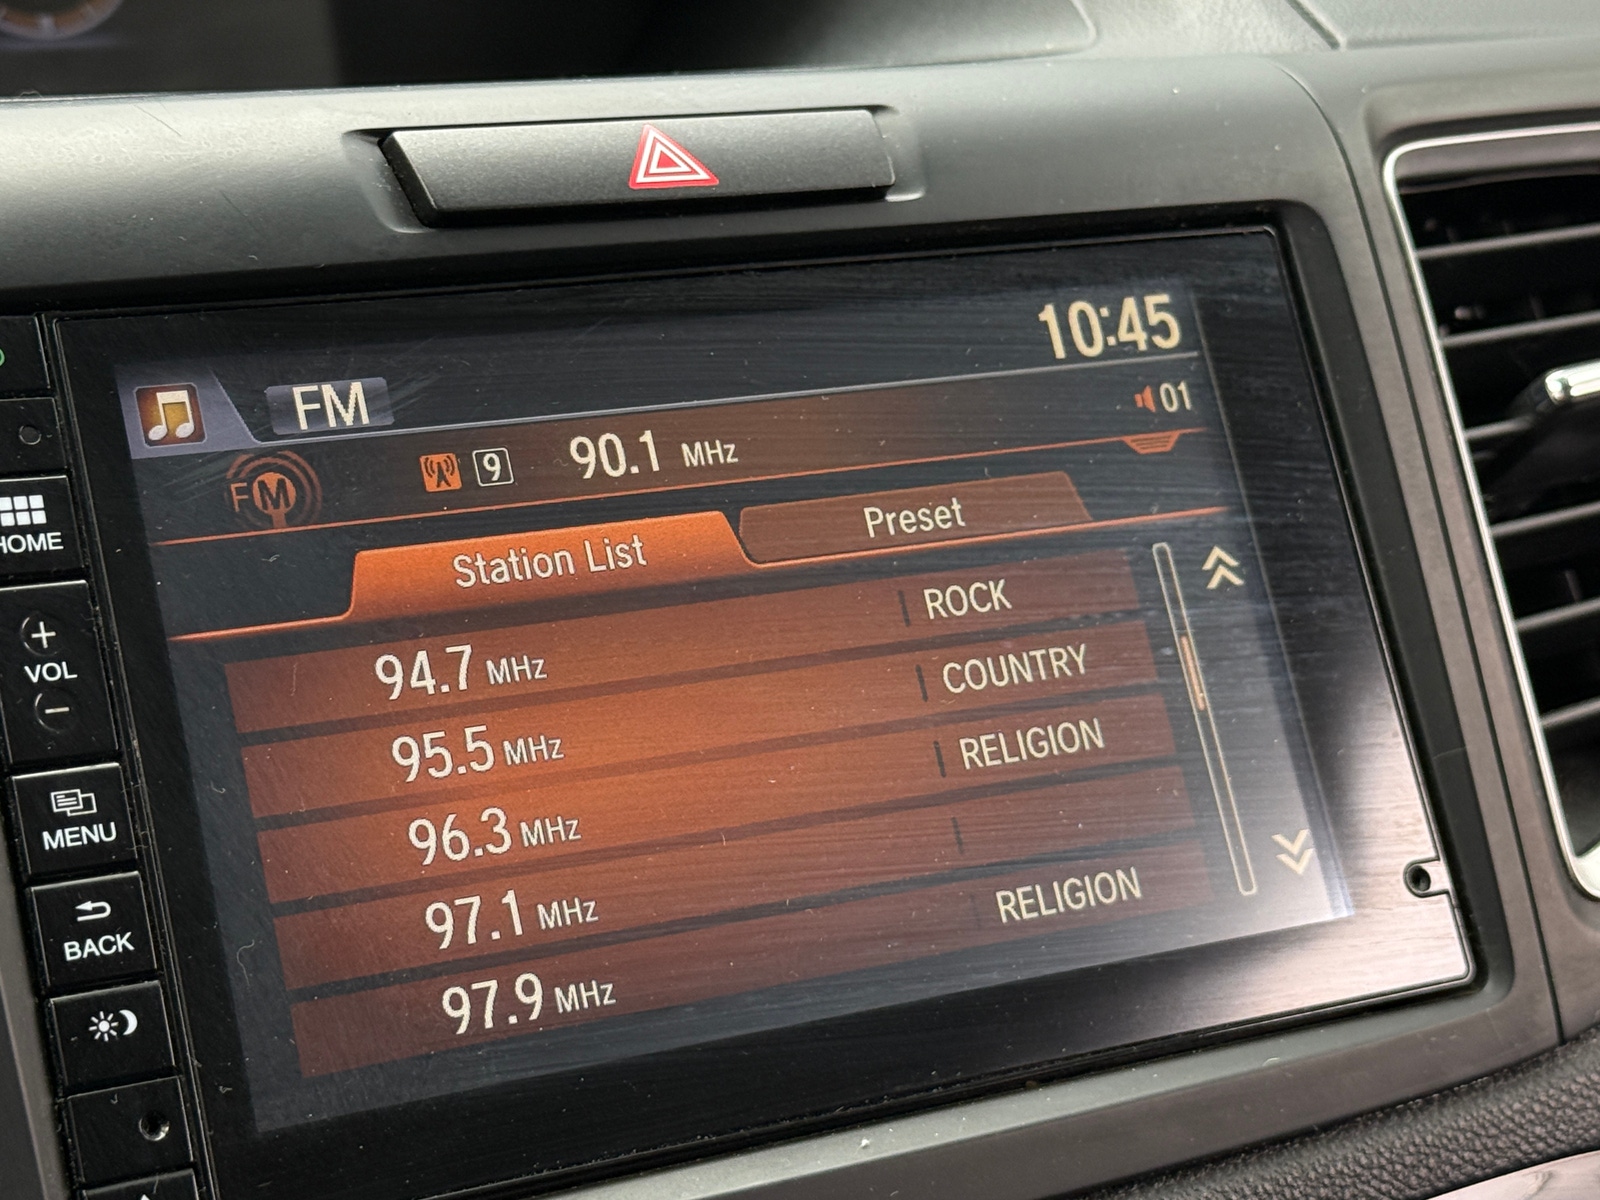 10:45
FM
01
FM
9 90.1 MHz
Station List Preset
94.7 MHz ROCK
95.5 MHz COUNTRY
96.3 MHz RELIGION
97.1 MHz
97.9 MHz RELIGION
HOME
+
VOL
−
MENU
BACK